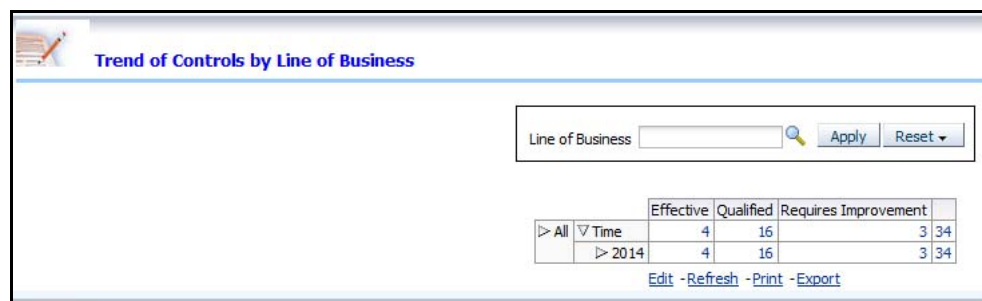 Trend of Controls by Line of Business
Line of Business Apply Reset
Effective Qualified Requires Improvement
All Time 4 16 3 34
2014 4 16 3 34
Edit - Refresh - Print - Export